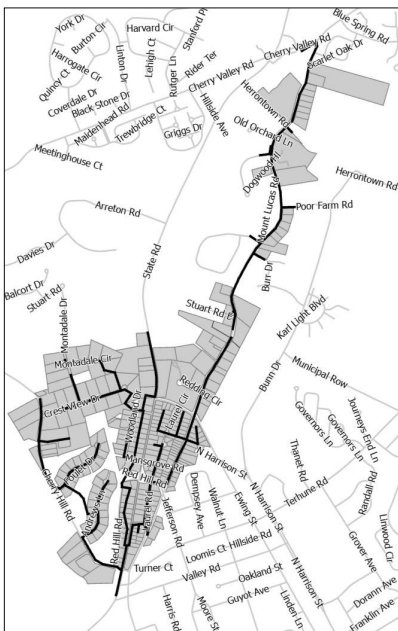 York Dr
Burton Cir
Harrogate Cir
Quincy Ct
Coverdale Dr
Black Stone Dr
Maidenhead Rd
Linton Dr
Harvard Cir
Lehigh Ct
Rutger Ln
Rider Ter
Trewbridge Ct
Griggs Dr
Meetinghouse Ct
Cherry Valley Rd
Hillside Ave
Cherry Valley Rd
Blue Spring Rd
Scarlet Oak Dr
Herrontown Rd
Old Orchard Ln
Herrontown Rd
Mount Lucas Rd
Poor Farm Rd
Arreton Rd
State Rd
Davies Dr
Balcort Dr
Stuart Rd
Montadale Dr
Burr Dr
Karl Light Blvd
Stuart Rd E
Bunn Dr
Municipal Row
Montadale Cir
Redding Cir
Crest View Dr
Woodland Dr
Laurel Cir
Governors Ln
Governors Ln
Journeys End Ln
Mansgrove Rd
N Harrison St
Red Hill Rd
Cherry Hill Rd
Andrews Ln
Red Hill Rd
Laurel Rd
Jefferson Rd
Dempsey Ave
Walnut Ln
Ewing St
N Harrison St
Terhune Rd
Thanet Rd
Randall Rd
Linwood Cir
Grover Ave
Turner Ct
Loomis Ct
Hillside Rd
Valley Rd
Oakland St
Guyot Ave
Harris Rd
Moore St
Linden Ln
N Harrison St
Dorann Ave
Franklin Ave